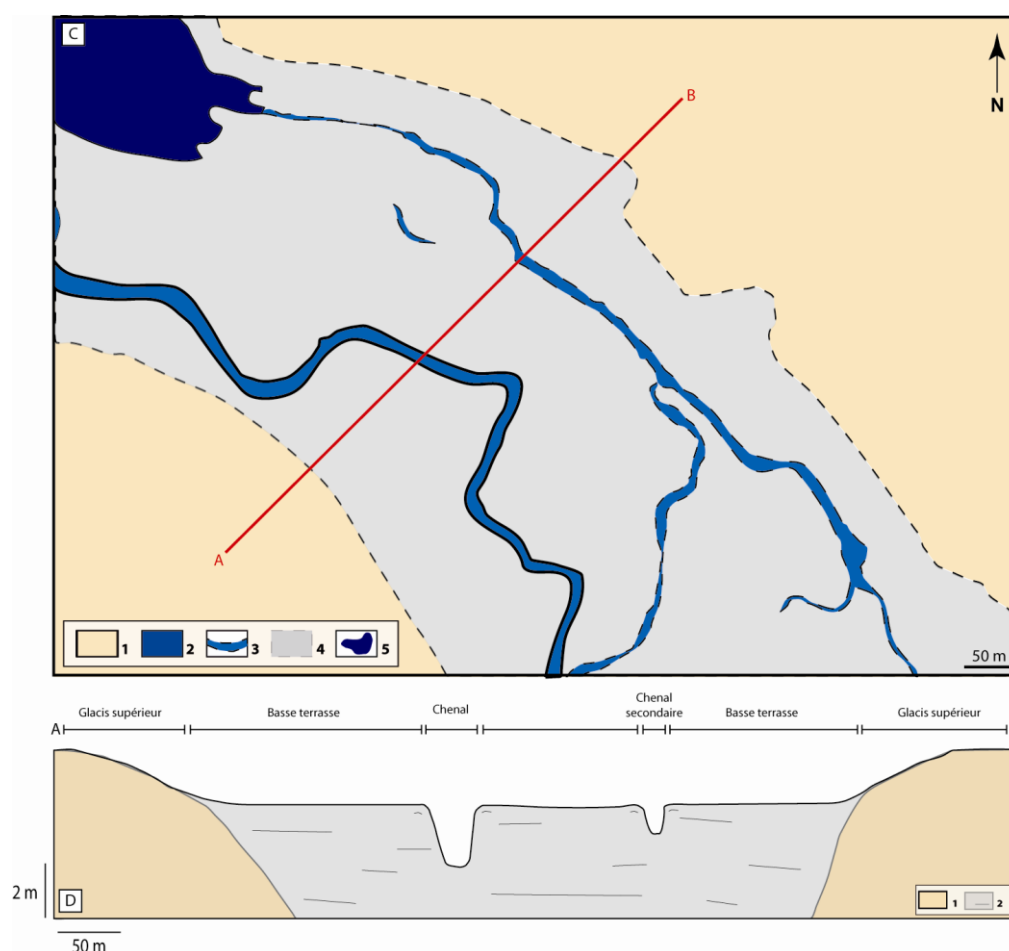 C
N
B
A
1 2 3 4 5
50 m
Glacis supérieur Basse terrasse Chenal Chenal secondaire Basse terrasse Glacis supérieur
A
2 m
D
1 2
50 m